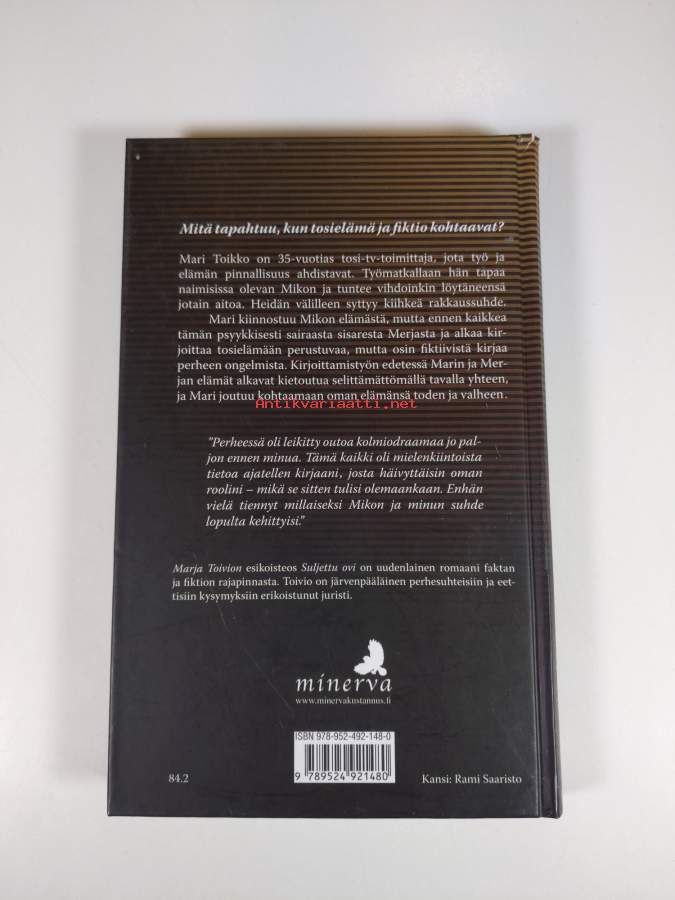 Mitä tapahtuu, kun tosielämä ja fiktio kohtaavat?
Mari Toikko on 35-vuotias tosi-tv-toimittaja, jota työ ja
elämän pinnallisuus ahdistavat. Työmatkallaan hän tapaa
naimisissa olevan Mikon ja tuntee vihdoinkin löytäneensä
jotain aitoa. Heidän välilleen syttyy kiihkeä rakkaussuhde.
Mari kiinnostuu Mikon elämästä, mutta ennen kaikkea
tämän psyykkisesti sairaasta sisaresta Merjasta ja alkaa kir-
joittaa tosielämään perustuvaa, mutta osin fiktiivistä kirjaa
perheen ongelmista. Kirjoittamistyön edetessä Marin ja Mer-
jan elämät alkavat kietoutua selittämättömällä tavalla yhteen,
ja Mari joutuu kohtaamaan oman elämänsä toden ja valheen.
Antikvariaatti.net
"Perheessä oli leikitty outoa kolmiodraamaa jo pal-
jon ennen minua. Tämä kaikki oli mielenkiintoista
tietoa ajatellen kirjaani, josta häivyttäisin oman
roolini – mikä se sitten tulisi olemaankaan. Enhän
vielä tiennyt millaiseksi Mikon ja minun suhde
lopulta kehittyisi."
Marja Toivion esikoisteos Suljettu ovi on uudenlainen romaani faktan
ja fiktion rajapinnasta. Toivio on järvenpääläinen perhesuhteisiin ja eet-
tisiin kysymyksiin erikoistunut juristi.
minerva
www.minervakustannus.fi
ISBN 978-952-492-148-0
9 789524 921480
84.2
Kansi: Rami Saaristo